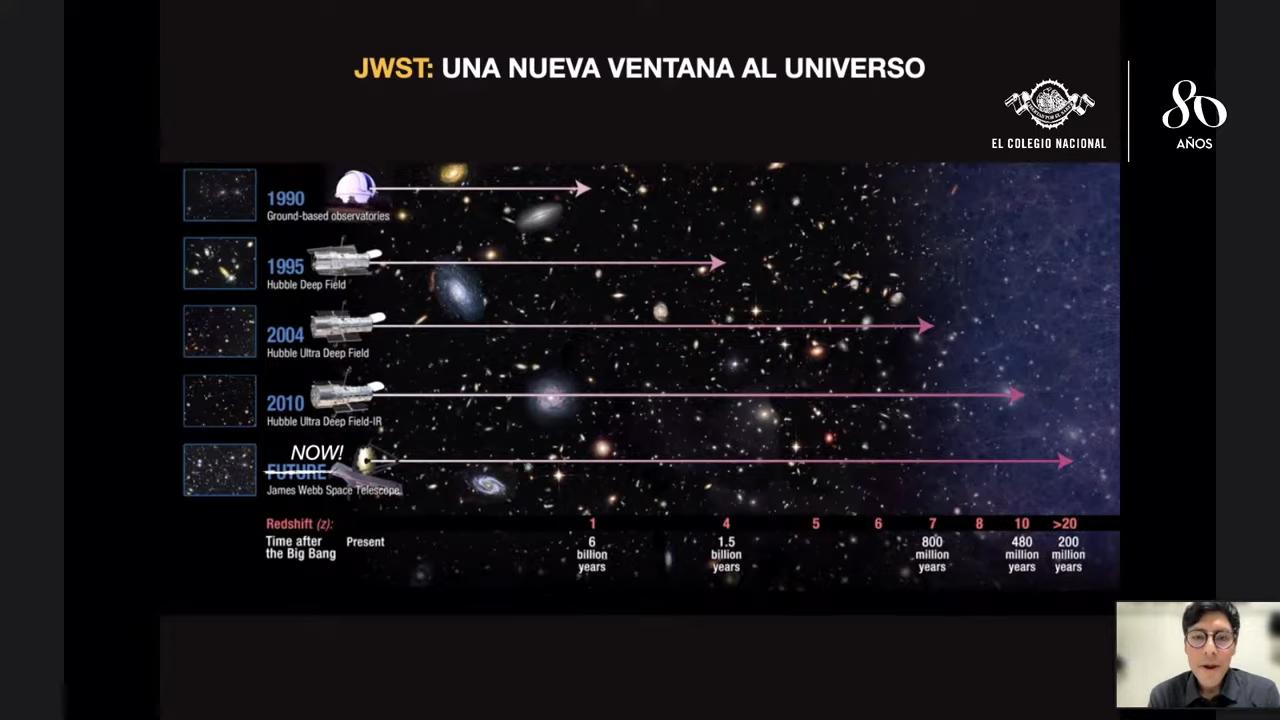 JWST: UNA NUEVA VENTANA AL UNIVERSO
EL COLEGIO NACIONAL
80
AÑOS
1990
Ground-based observatories
1995
Hubble Deep Field
2004
Hubble Ultra Deep Field
2010
Hubble Ultra Deep Field-IR
NOW!
FUTURE
James Webb Space Telescope
Redshift (z): 1 4 5 6 7 8 10 >20
Time after
the Big Bang
Present
6
billion
years
1.5
billion
years
800
million
years
480
million
years
200
million
years